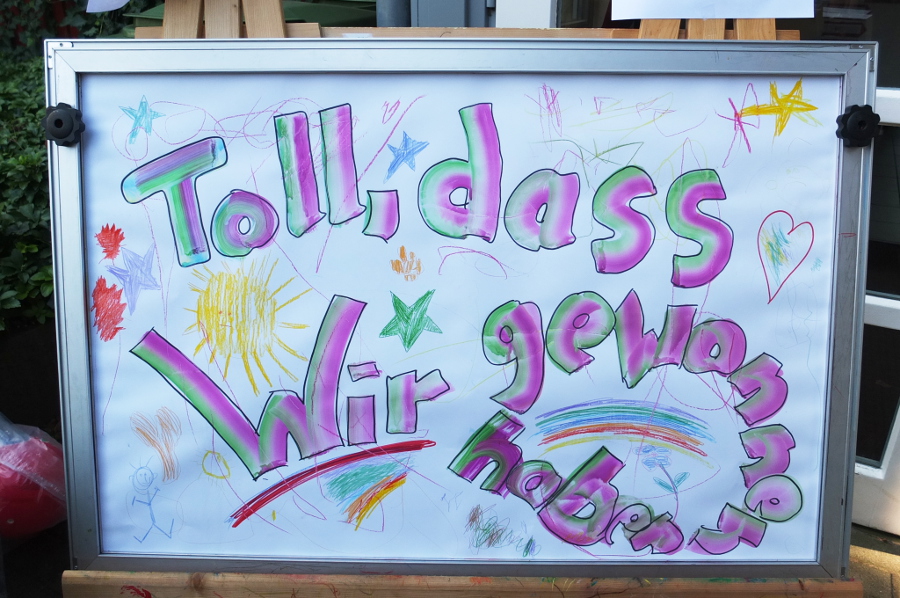 Toll, dass
Wir gewonnen
haben